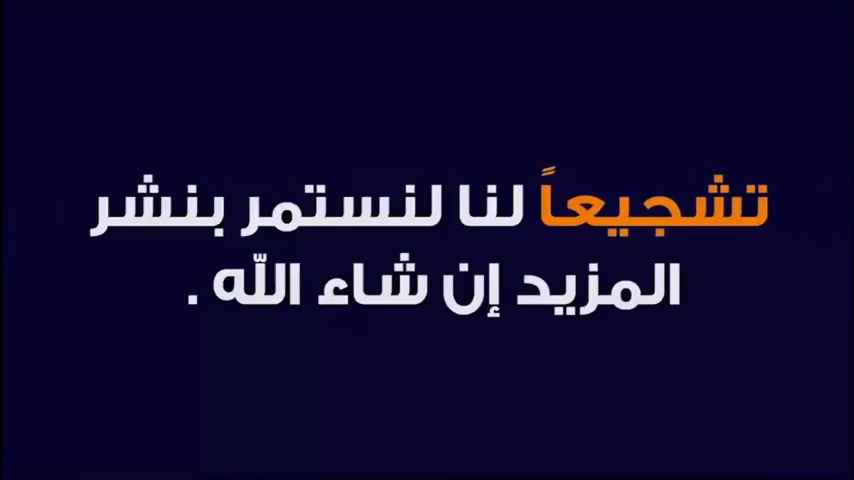 تشجيعاً لنا لنستمر بنشر
المزيد إن شاء الله .